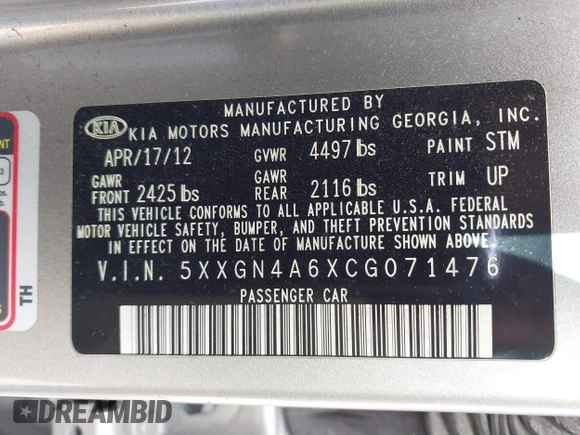 MANUFACTURED BY
KIA KIA MOTORS MANUFACTURING GEORGIA, INC.
APR/17/12 GVWR 4497 lbs PAINT STM
GAWR FRONT 2425 lbs GAWR REAR 2116 lbs TRIM UP
THIS VEHICLE CONFORMS TO ALL APPLICABLE U.S.A. FEDERAL
MOTOR VEHICLE SAFETY, BUMPER, AND THEFT PREVENTION STANDARDS
IN EFFECT ON THE DATE OF MANUFACTURE SHOWN ABOVE.
V.I.N. 5XXGN4A6XCG071476
PASSENGER CAR
TH
DREAMBID